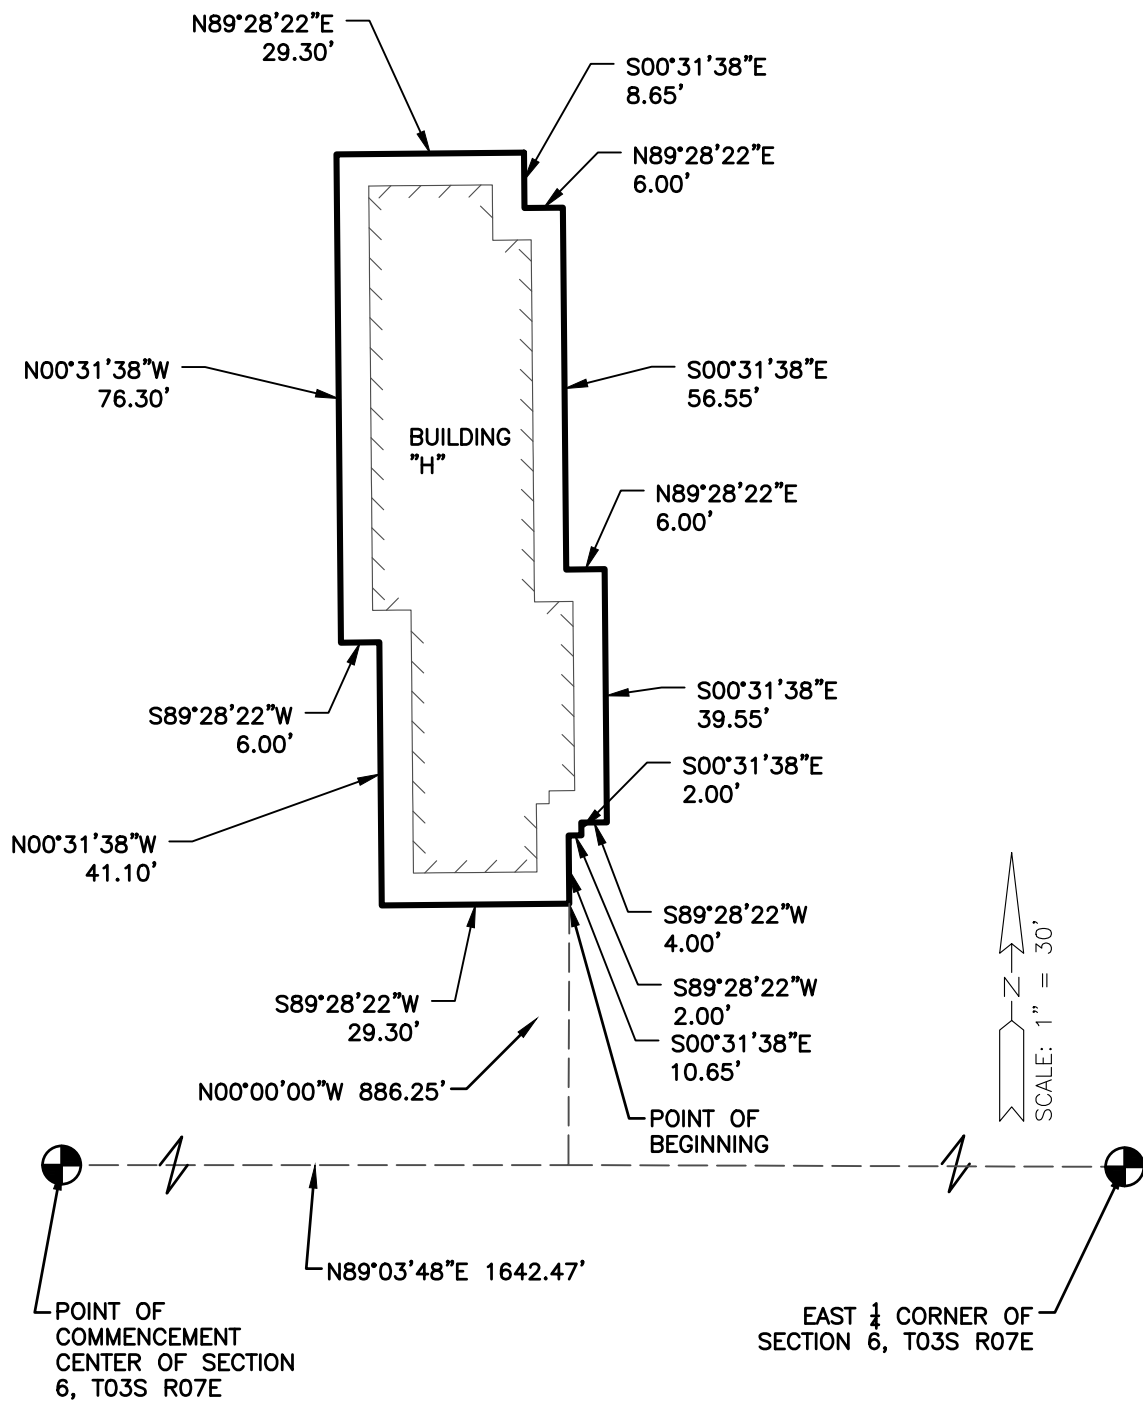 N89°28'22"E
29.30'
S00°31'38"E
8.65'
N89°28'22"E
6.00'
N00°31'38"W
76.30'
S00°31'38"E
56.55'
BUILDING
"H"
N89°28'22"E
6.00'
S89°28'22"W
6.00'
S00°31'38"E
39.55'
S00°31'38"E
2.00'
N00°31'38"W
41.10'
S89°28'22"W
4.00'
S89°28'22"W
2.00'
S89°28'22"W
29.30'
S00°31'38"E
10.65'
N00°00'00"W 886.25'
POINT OF
BEGINNING
N
SCALE: 1" = 30'
N89°03'48"E 1642.47'
POINT OF
COMMENCEMENT
CENTER OF SECTION
6, T03S R07E
EAST 1/4 CORNER OF
SECTION 6, T03S R07E